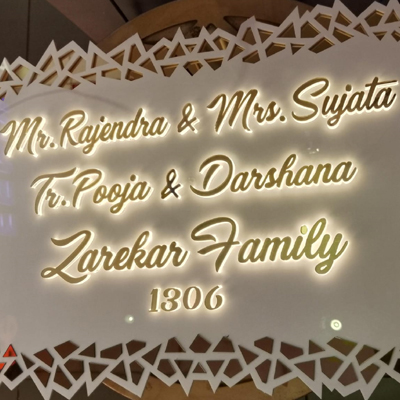 Mr. Rajendra & Mrs. Sujata
Tr. Pooja & Darshana
Zarekar Family
1306